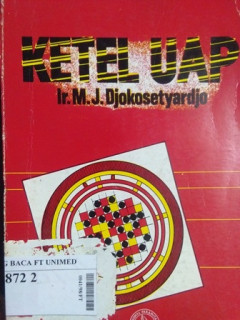 KETEL UAP
Ir. M. J. Djokosetyardjo
G BACA FT UNIMED
872 2